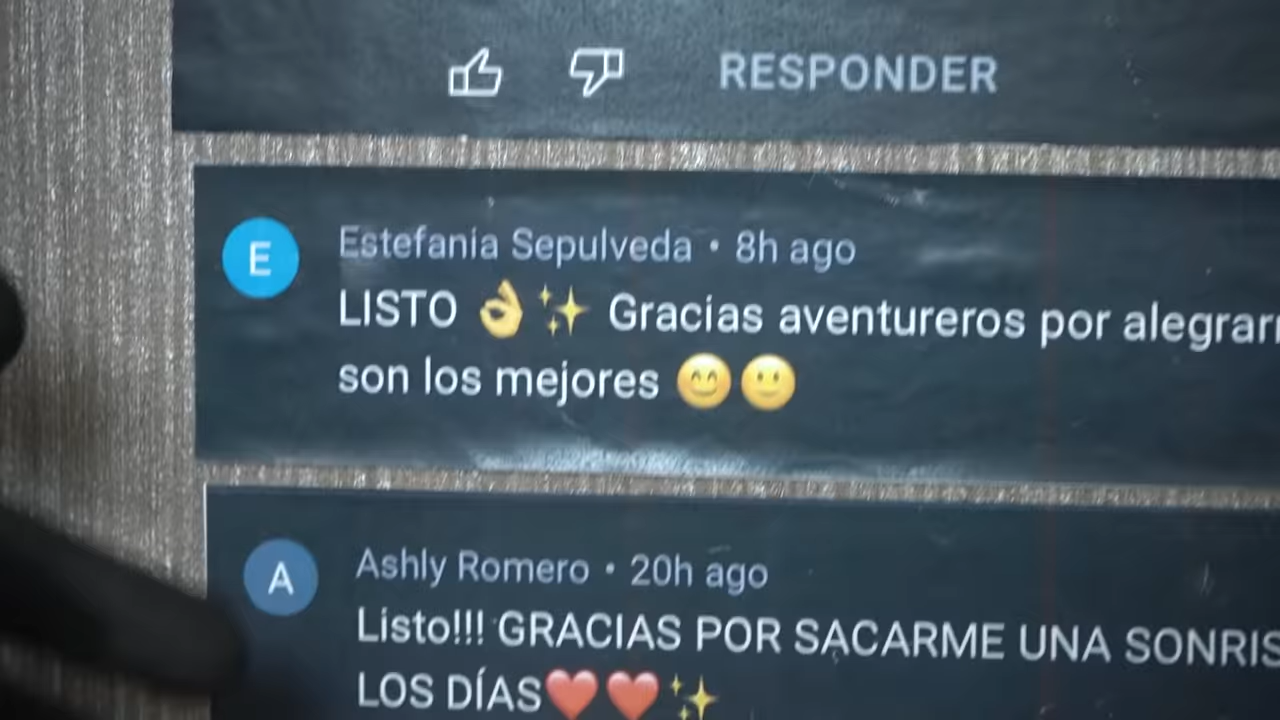 RESPONDER
E
Estefanía Sepulveda • 8h ago
LISTO 👌✨ Gracias aventureros por
son los mejores 😊🙂
A
Ashly Romero • 20h ago
Listo!!! GRACIAS POR SACARME UNA
LOS DÍAS❤️❤️✨